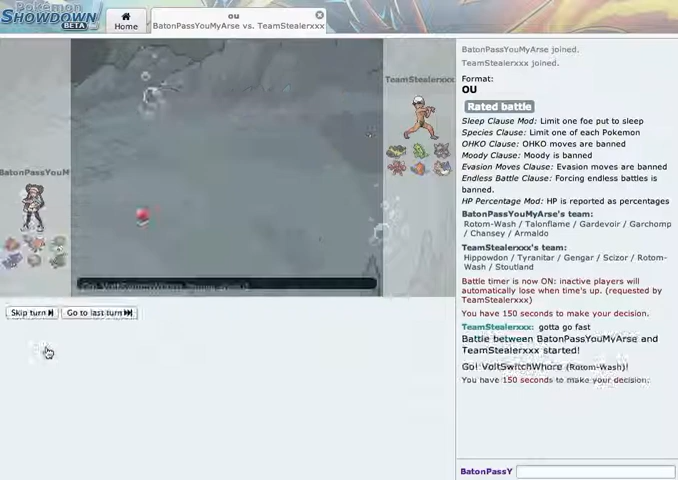 Pokémon
SHOWDOWN
BETA
Home
ou
BatonPassYouMyArse vs. TeamStealerxxx
BatonPassYouM
TeamStealerxxx
Go! VoltSwitchWhore
Skip turn
Go to last turn
BatonPassYouMyArse joined.
TeamStealerxxx joined.
Format:
OU
Rated battle
Sleep Clause Mod: Limit one foe put to sleep
Species Clause: Limit one of each Pokemon
OHKO Clause: OHKO moves are banned
Moody Clause: Moody is banned
Evasion Moves Clause: Evasion moves are banned
Endless Battle Clause: Forcing endless battles is
banned.
HP Percentage Mod: HP is reported as percentages
BatonPassYouMyArse's team:
Rotom-Wash / Talonflame / Gardevoir / Garchomp
/ Chansey / Armaldo
TeamStealerxxx's team:
Hippowdon / Tyranitar / Gengar / Scizor / Rotom-
Wash / Stoutland
Battle timer is now ON: inactive players will
automatically lose when time's up. (requested by
TeamStealerxxx)
You have 150 seconds to make your decision.
TeamStealerxxx: gotta go fast
Battle between BatonPassYouMyArse and
TeamStealerxxx started!
Go! VoltSwitchWhore (Rotom-Wash)!
You have 150 seconds to make your decision.
BatonPassY